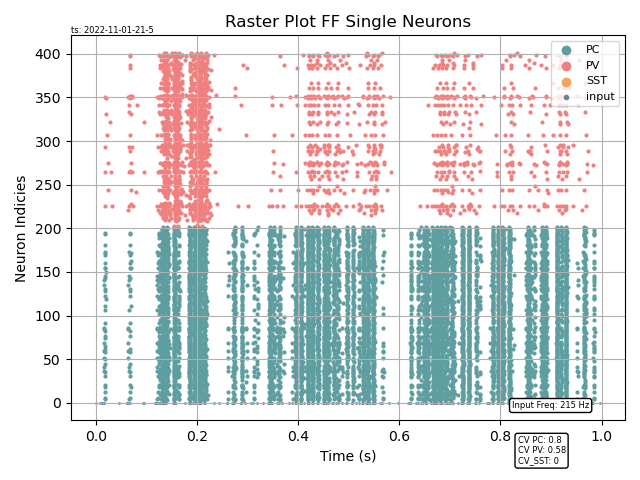 Raster Plot FF Single Neurons
ts: 2022-11-01-21-5
PC
PV
SST
input
400
350
300
250
200
150
100
50
0
Neuron Indicies
Input Freq: 215 Hz
0.0 0.2 0.4 0.6 0.8 1.0
Time (s)
CV PC: 0.8
CV PV: 0.58
CV_SST: 0